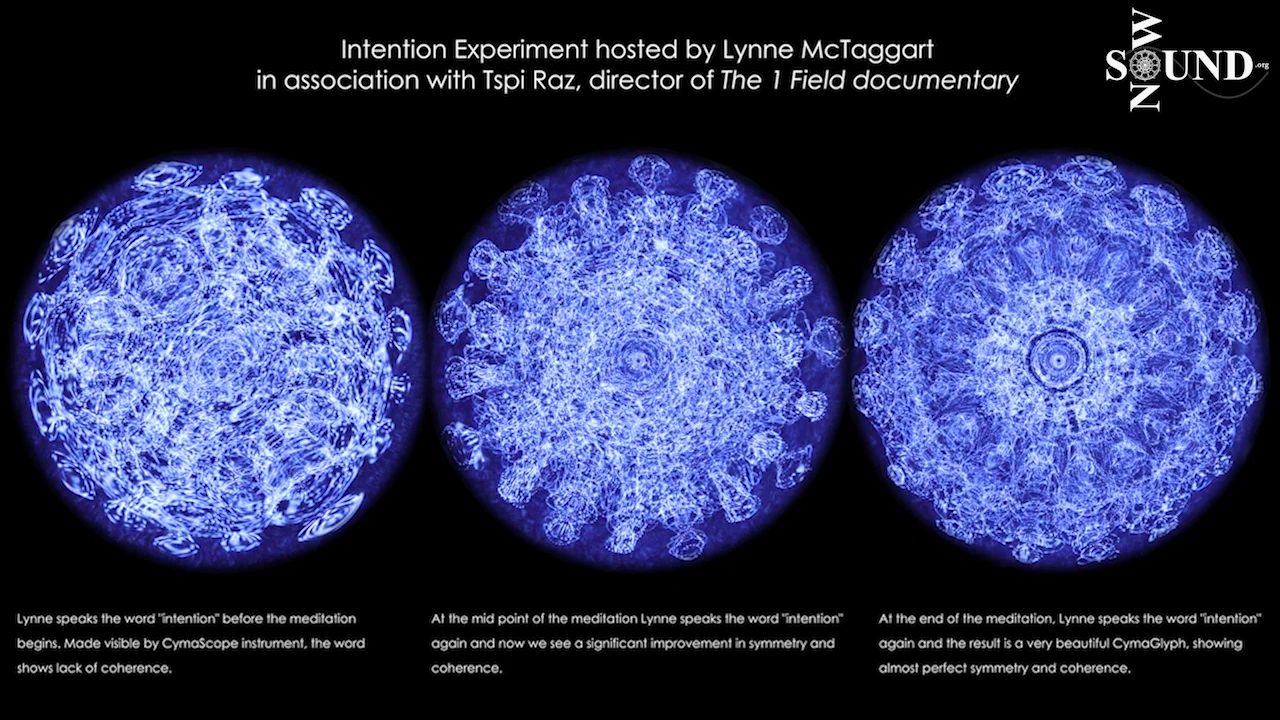 Intention Experiment hosted by Lynne McTaggart
in association with Tspi Raz, director of The 1 Field documentary
NEW
SOUND.org
Lynne speaks the word "intention" before the meditation
begins. Made visible by CymaScope instrument, the word
shows lack of coherence.
At the mid point of the meditation Lynne speaks the word "intention"
again and now we see a significant improvement in symmetry and
coherence.
At the end of the meditation, Lynne speaks the word "intention"
again and the result is a very beautiful CymaGlyph, showing
almost perfect symmetry and coherence.